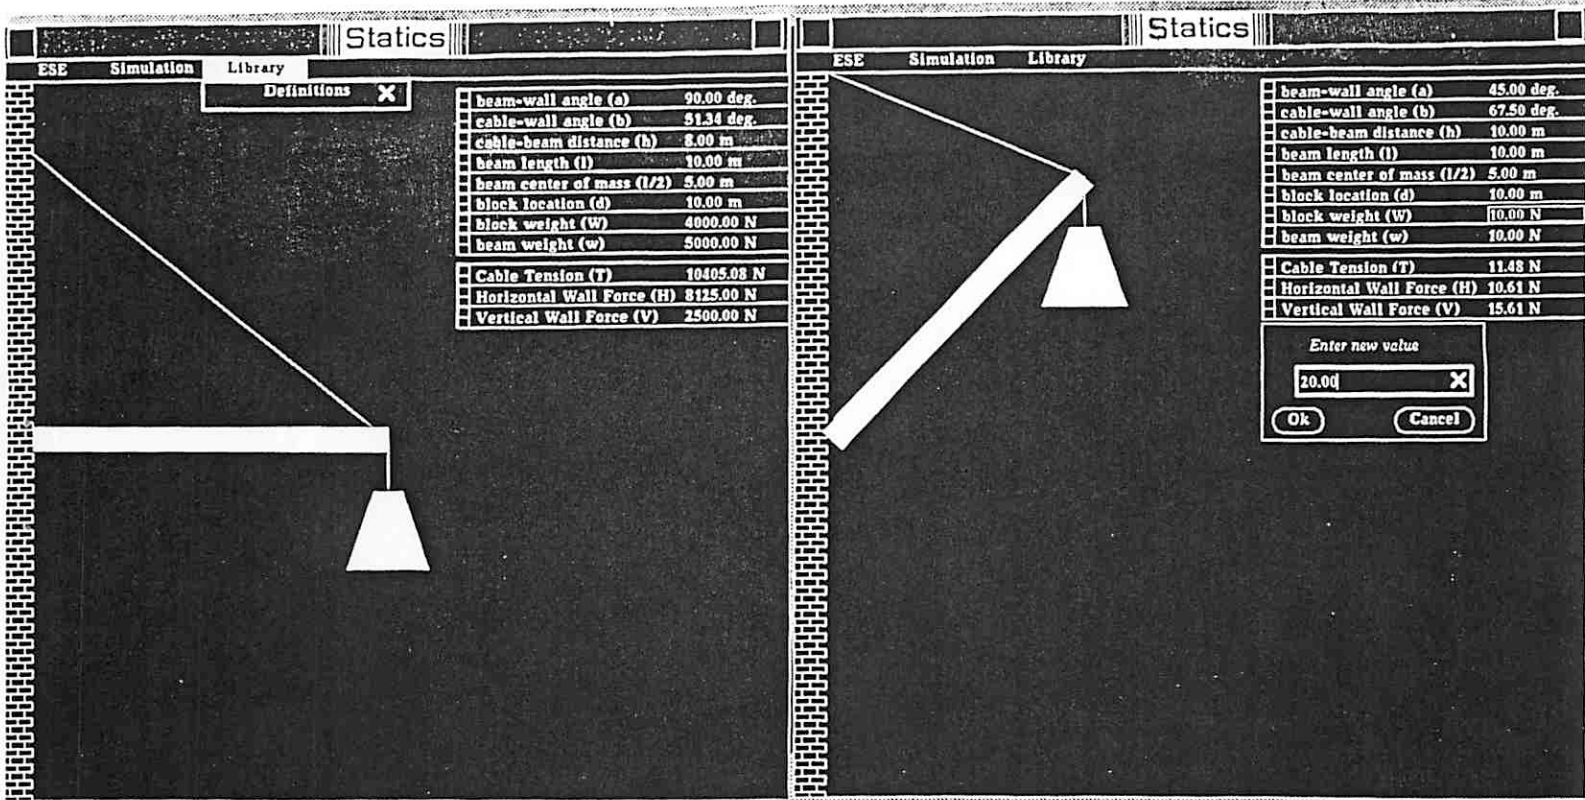 Statics
ESE Simulation Library
Definitions
beam-wall angle (a) 90.00 deg.
cable-wall angle (b) 51.34 deg.
cable-beam distance (h) 8.00 m
beam length (l) 10.00 m
beam center of mass (l/2) 5.00 m
block location (d) 10.00 m
block weight (W) 4000.00 N
beam weight (w) 5000.00 N
Cable Tension (T) 10405.08 N
Horizontal Wall Force (H) 8125.00 N
Vertical Wall Force (V) 2500.00 N
Statics
ESE Simulation Library
beam-wall angle (a) 45.00 deg.
cable-wall angle (b) 67.50 deg.
cable-beam distance (h) 10.00 m
beam length (l) 10.00 m
beam center of mass (l/2) 5.00 m
block location (d) 10.00 m
block weight (W) 10.00 N
beam weight (w) 10.00 N
Cable Tension (T) 11.48 N
Horizontal Wall Force (H) 10.61 N
Vertical Wall Force (V) 15.61 N
Enter new value
20.00
Ok Cancel